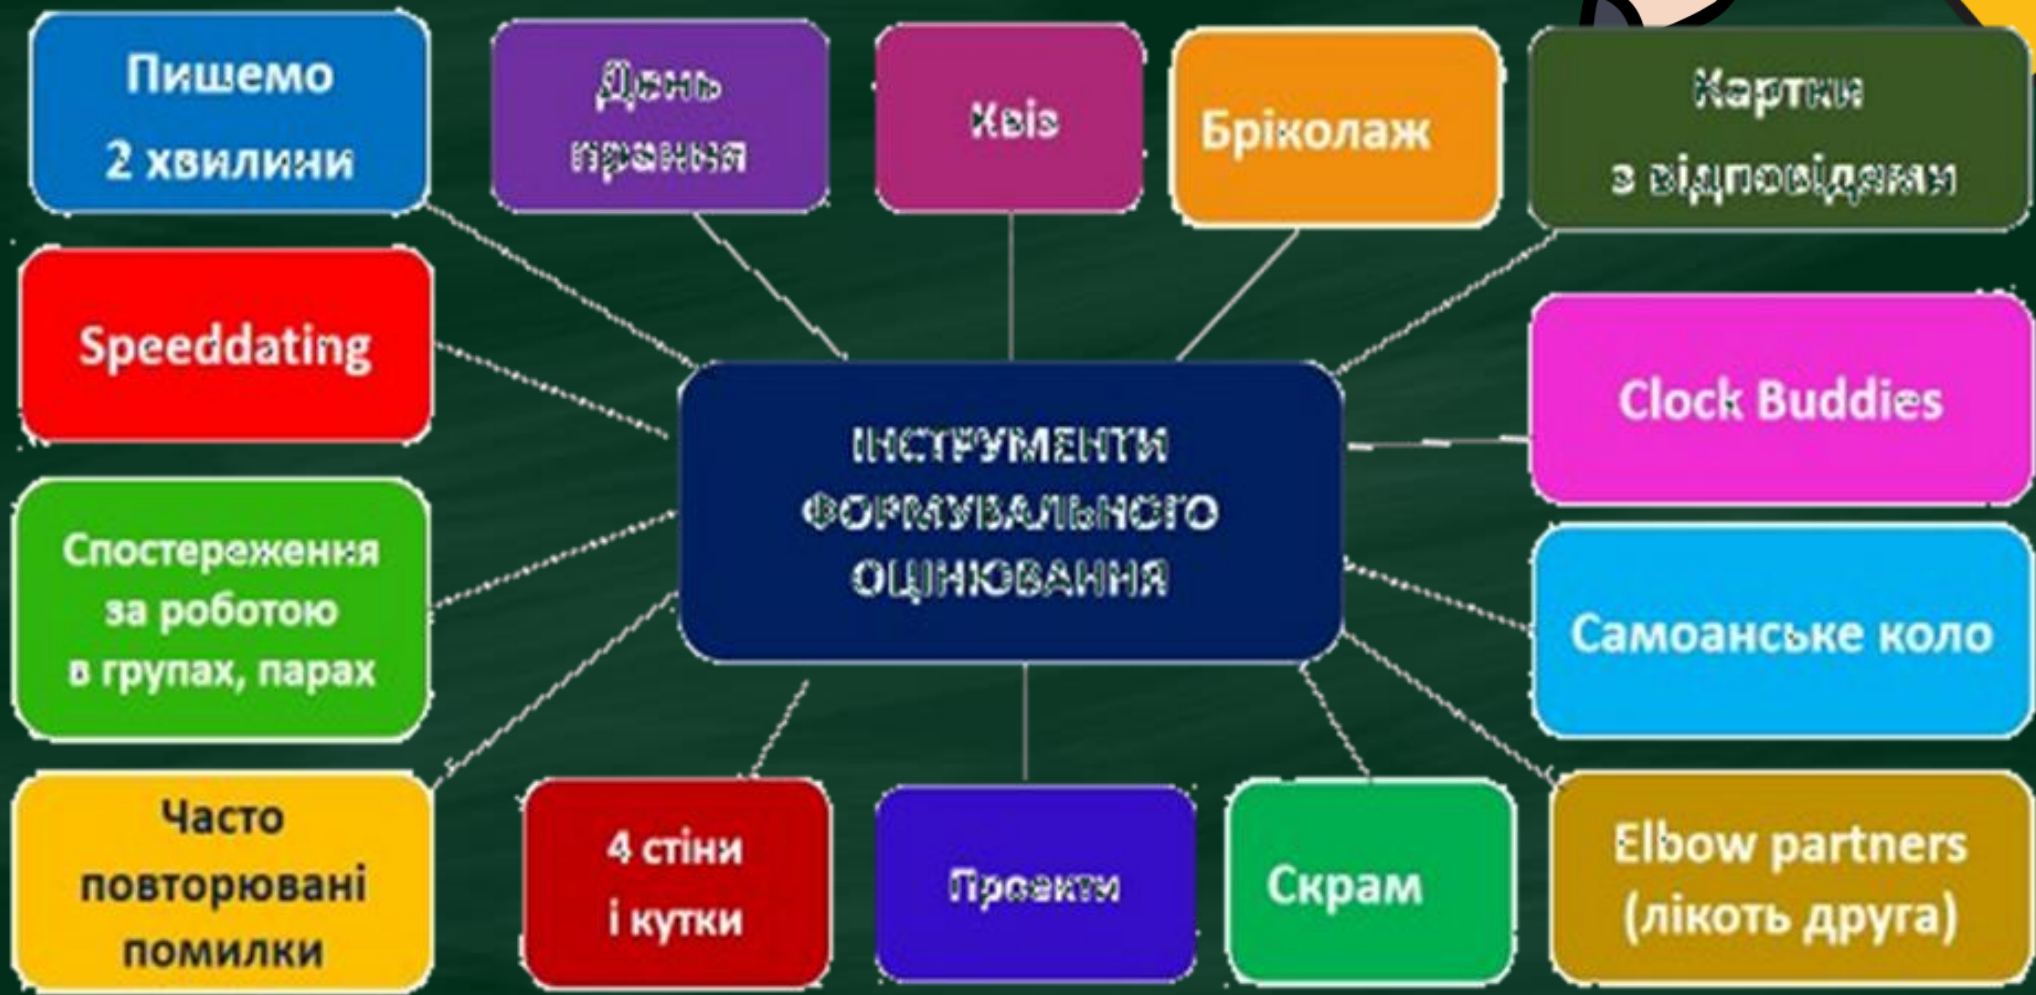 Пишемо
2 хвилини
День
прання
Квіз
Бріколаж
Картки
з відповідями
Speeddating
Clock Buddies
ІНСТРУМЕНТИ
ФОРМУВАЛЬНОГО
ОЦІНЮВАННЯ
Спостереження
за роботою
в групах, парах
Самоанське коло
Часто
повторювані
помилки
4 стіни
і кутки
Проекти
Скрам
Elbow partners
(лікоть друга)